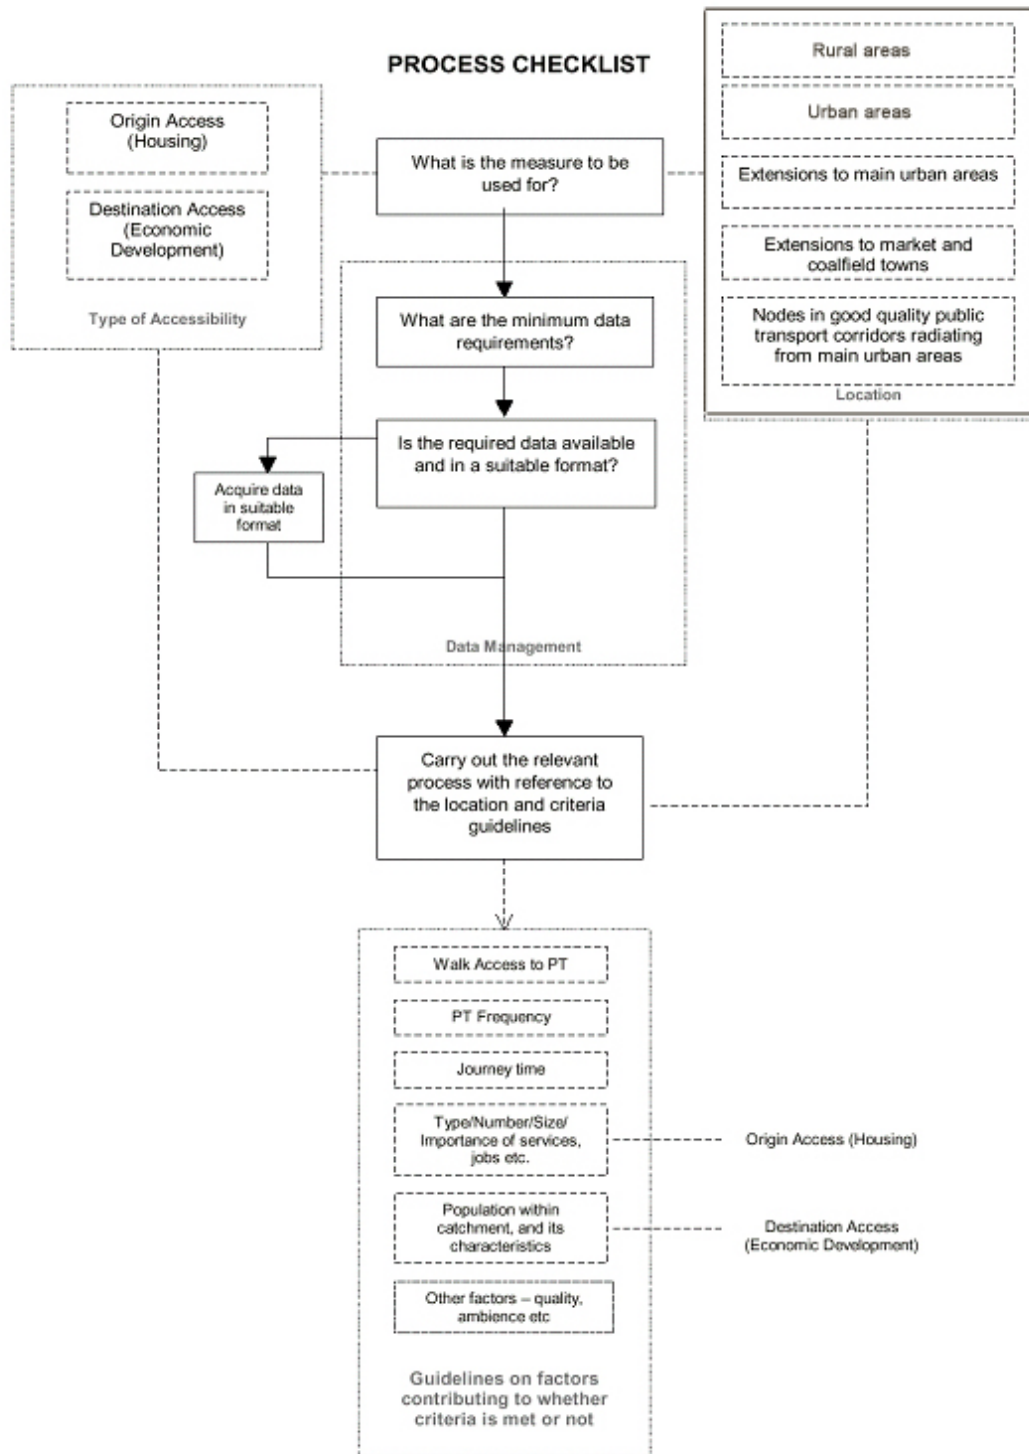 PROCESS CHECKLIST
Origin Access
(Housing)
Destination Access
(Economic
Development)
Type of Accessibility
What is the measure to be
used for?
Rural areas
Urban areas
Extensions to main urban areas
Extensions to market and
coalfield towns
Nodes in good quality public
transport corridors radiating
from main urban areas
Location
What are the minimum data
requirements?
Is the required data available
and in a suitable format?
Acquire data
in suitable
format
Data Management
Carry out the relevant
process with reference to
the location and criteria
guidelines
Walk Access to PT
PT Frequency
Journey time
Type/Number/Size/
Importance of services,
jobs etc.
Origin Access (Housing)
Population within
catchment, and its
characteristics
Destination Access
(Economic Development)
Other factors – quality,
ambience etc
Guidelines on factors
contributing to whether
criteria is met or not